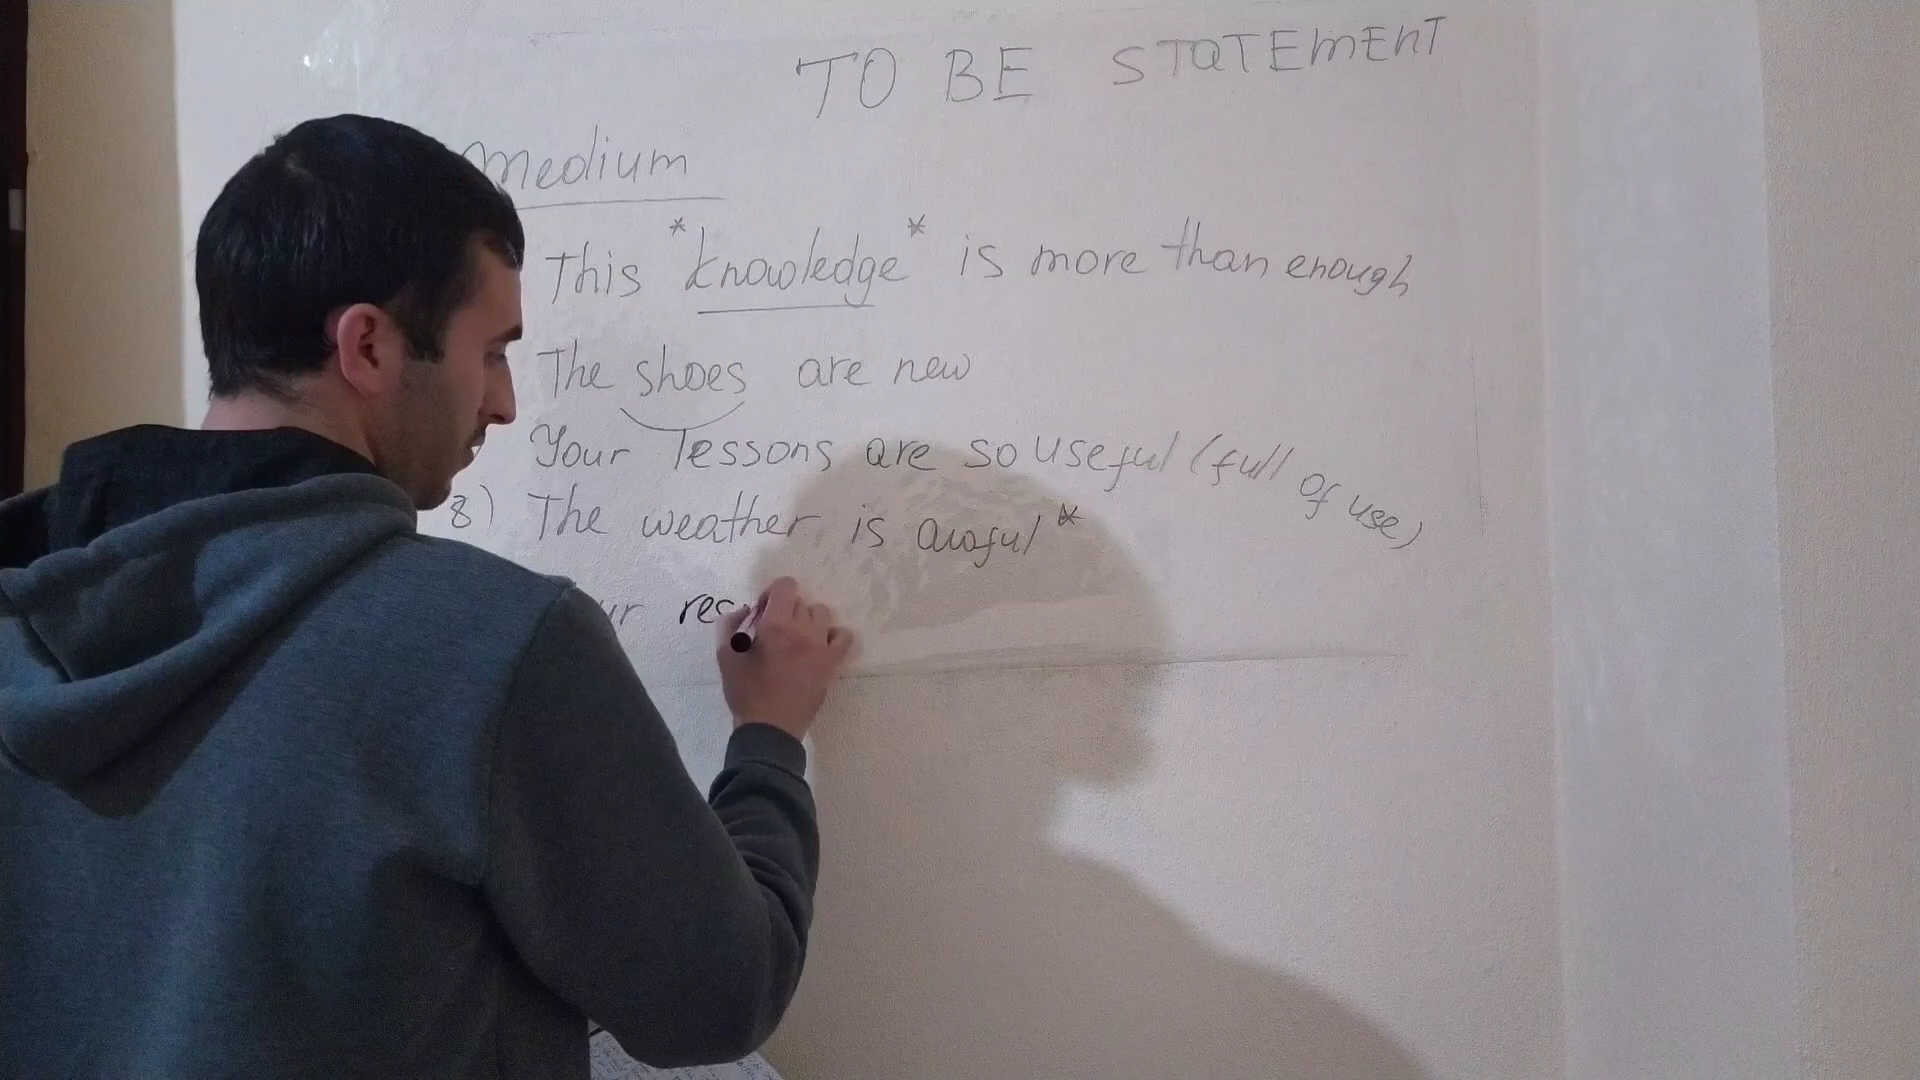 TO BE STATEMENT
Medium
This *knowledge* is more than enough
The shoes are new
Your lessons are so useful (full of use)
8) The weather is awful*